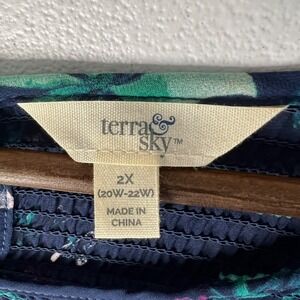 terra &
sky™
2X
(20W-22W)
MADE IN
CHINA